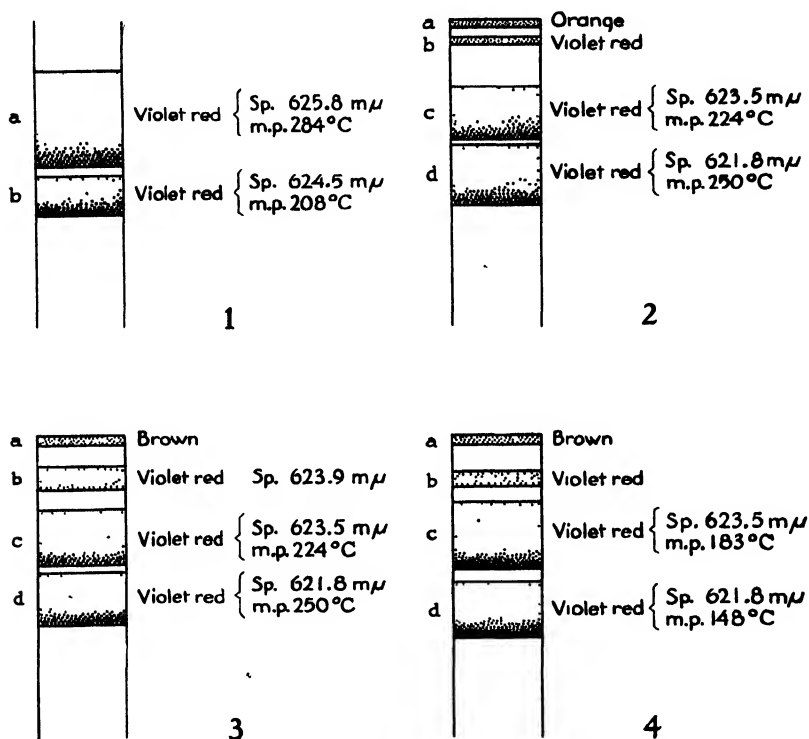 a
Violet red { Sp. 625.8 mμ
m.p. 284°C
b
Violet red { Sp. 624.5 mμ
m.p. 208°C
1
a Orange
b Violet red
c
Violet red { Sp. 623.5 mμ
m.p. 224°C
d
Violet red { Sp. 621.8 mμ
m.p. 250°C
2
a Brown
b Violet red Sp. 623.9 mμ
c
Violet red { Sp. 623.5 mμ
m.p. 224°C
d
Violet red { Sp. 621.8 mμ
m.p. 250°C
3
a Brown
b Violet red
c
Violet red { Sp. 623.5 mμ
m.p. 183°C
d
Violet red { Sp. 621.8 mμ
m.p. 148°C
4